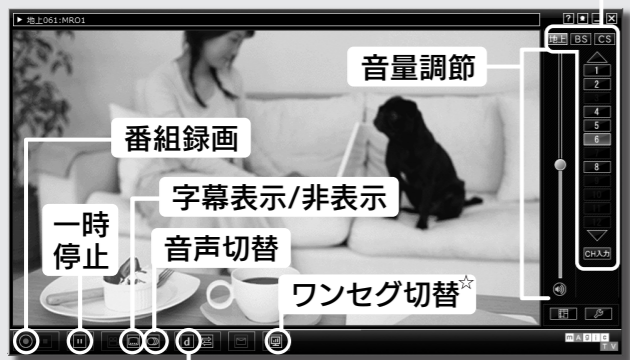 地上061:MRO1
? _ X
地上 BS CS
音量調節
1
2
4
5
6
8
番組録画
字幕表示/非表示
一時
停止
音声切替
CH入力
ワンセグ切替☆
d
magic
TV